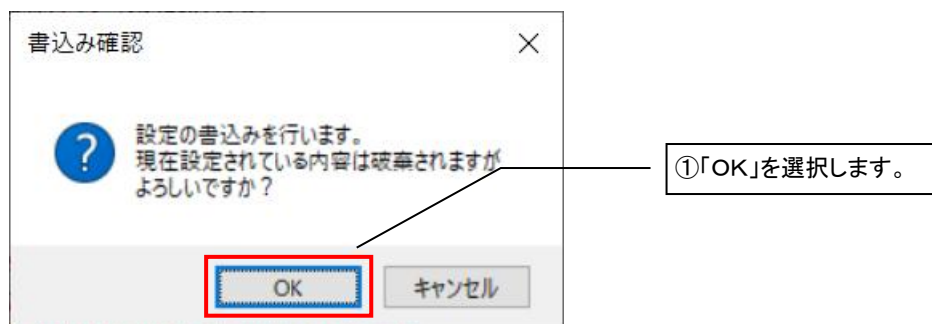 書込み確認
設定の書込みを行います。
現在設定されている内容は破棄されますが
よろしいですか？
①「OK」を選択します。
OK
キャンセル